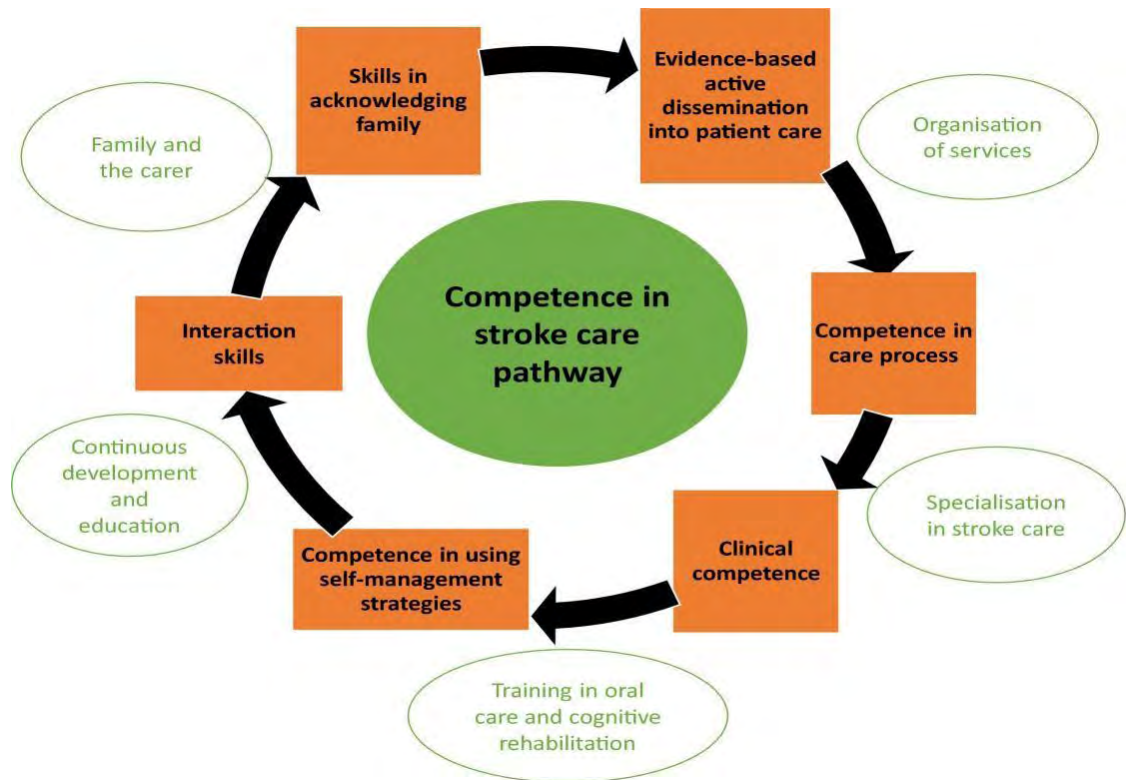 Skills in
acknowledging
family
Evidence-based
active
dissemination
into patient care
Organisation
of services
Family and
the carer
Competence in
stroke care
pathway
Competence in
care process
Interaction
skills
Continuous
development
and
education
Specialisation
in stroke care
Clinical
competence
Competence in using
self-management
strategies
Training in oral
care and cognitive
rehabilitation